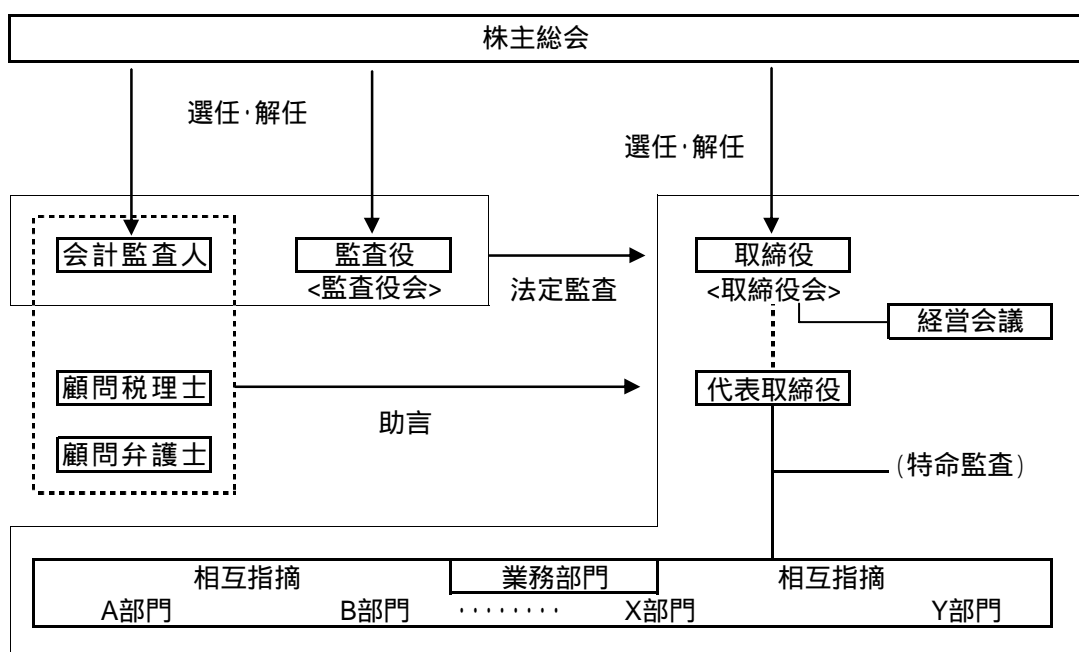 株主総会
選任・解任
選任・解任
会計監査人
監査役
<監査役会>
法定監査
取締役
<取締役会>
経営会議
顧問税理士
助言
代表取締役
顧問弁護士
(特命監査)
相互指摘
業務部門
相互指摘
A部門
B部門
・・・・・・・・
X部門
Y部門